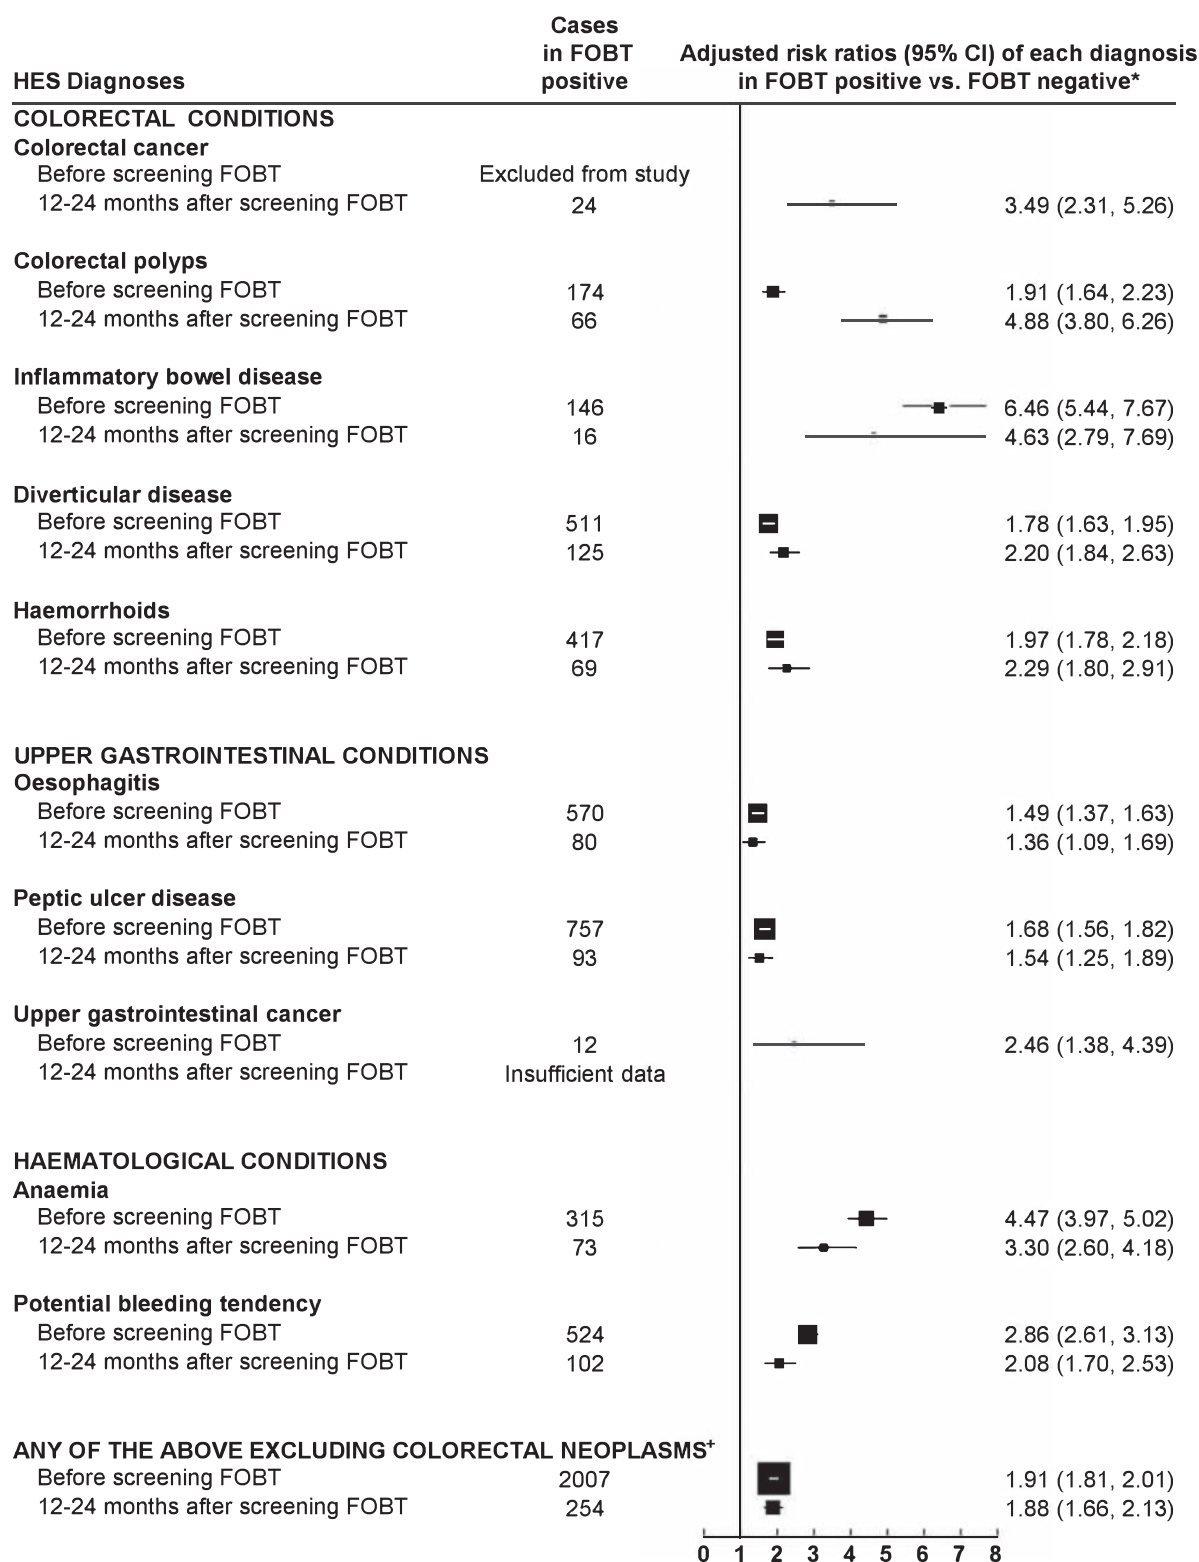 Cases
in FOBT
Adjusted risk ratios (95% CI) of each diagnosis
HES Diagnoses positive in FOBT positive vs. FOBT negative*
COLORECTAL CONDITIONS
Colorectal cancer
Before screening FOBT Excluded from study
12-24 months after screening FOBT 24 3.49 (2.31, 5.26)
Colorectal polyps
Before screening FOBT 174 1.91 (1.64, 2.23)
12-24 months after screening FOBT 66 4.88 (3.80, 6.26)
Inflammatory bowel disease
Before screening FOBT 146 6.46 (5.44, 7.67)
12-24 months after screening FOBT 16 4.63 (2.79, 7.69)
Diverticular disease
Before screening FOBT 511 1.78 (1.63, 1.95)
12-24 months after screening FOBT 125 2.20 (1.84, 2.63)
Haemorrhoids
Before screening FOBT 417 1.97 (1.78, 2.18)
12-24 months after screening FOBT 69 2.29 (1.80, 2.91)
UPPER GASTROINTESTINAL CONDITIONS
Oesophagitis
Before screening FOBT 570 1.49 (1.37, 1.63)
12-24 months after screening FOBT 80 1.36 (1.09, 1.69)
Peptic ulcer disease
Before screening FOBT 757 1.68 (1.56, 1.82)
12-24 months after screening FOBT 93 1.54 (1.25, 1.89)
Upper gastrointestinal cancer
Before screening FOBT 12 2.46 (1.38, 4.39)
12-24 months after screening FOBT Insufficient data
HAEMATOLOGICAL CONDITIONS
Anaemia
Before screening FOBT 315 4.47 (3.97, 5.02)
12-24 months after screening FOBT 73 3.30 (2.60, 4.18)
Potential bleeding tendency
Before screening FOBT 524 2.86 (2.61, 3.13)
12-24 months after screening FOBT 102 2.08 (1.70, 2.53)
ANY OF THE ABOVE EXCLUDING COLORECTAL NEOPLASMS+
Before screening FOBT 2007 1.91 (1.81, 2.01)
12-24 months after screening FOBT 254 1.88 (1.66, 2.13)
0 1 2 3 4 5 6 7 8